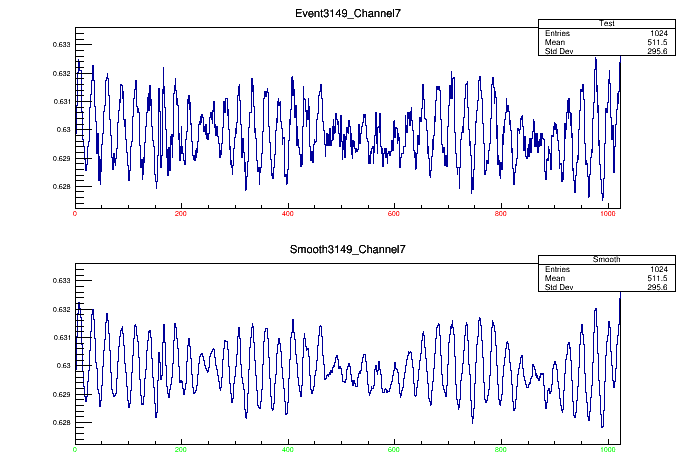 Event3149_Channel7
Test
Entries 1024
Mean 511.5
Std Dev 295.6
0.633
0.632
0.631
0.63
0.629
0.628
0 200 400 600 800 1000
Smooth3149_Channel7
Smooth
Entries 1024
Mean 511.5
Std Dev 295.6
0.633
0.632
0.631
0.63
0.629
0.628
0 200 400 600 800 1000